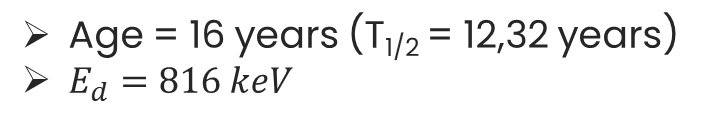 ➢ Age = 16 years (T1/2 = 12,32 years)
➢ Ed = 816 keV